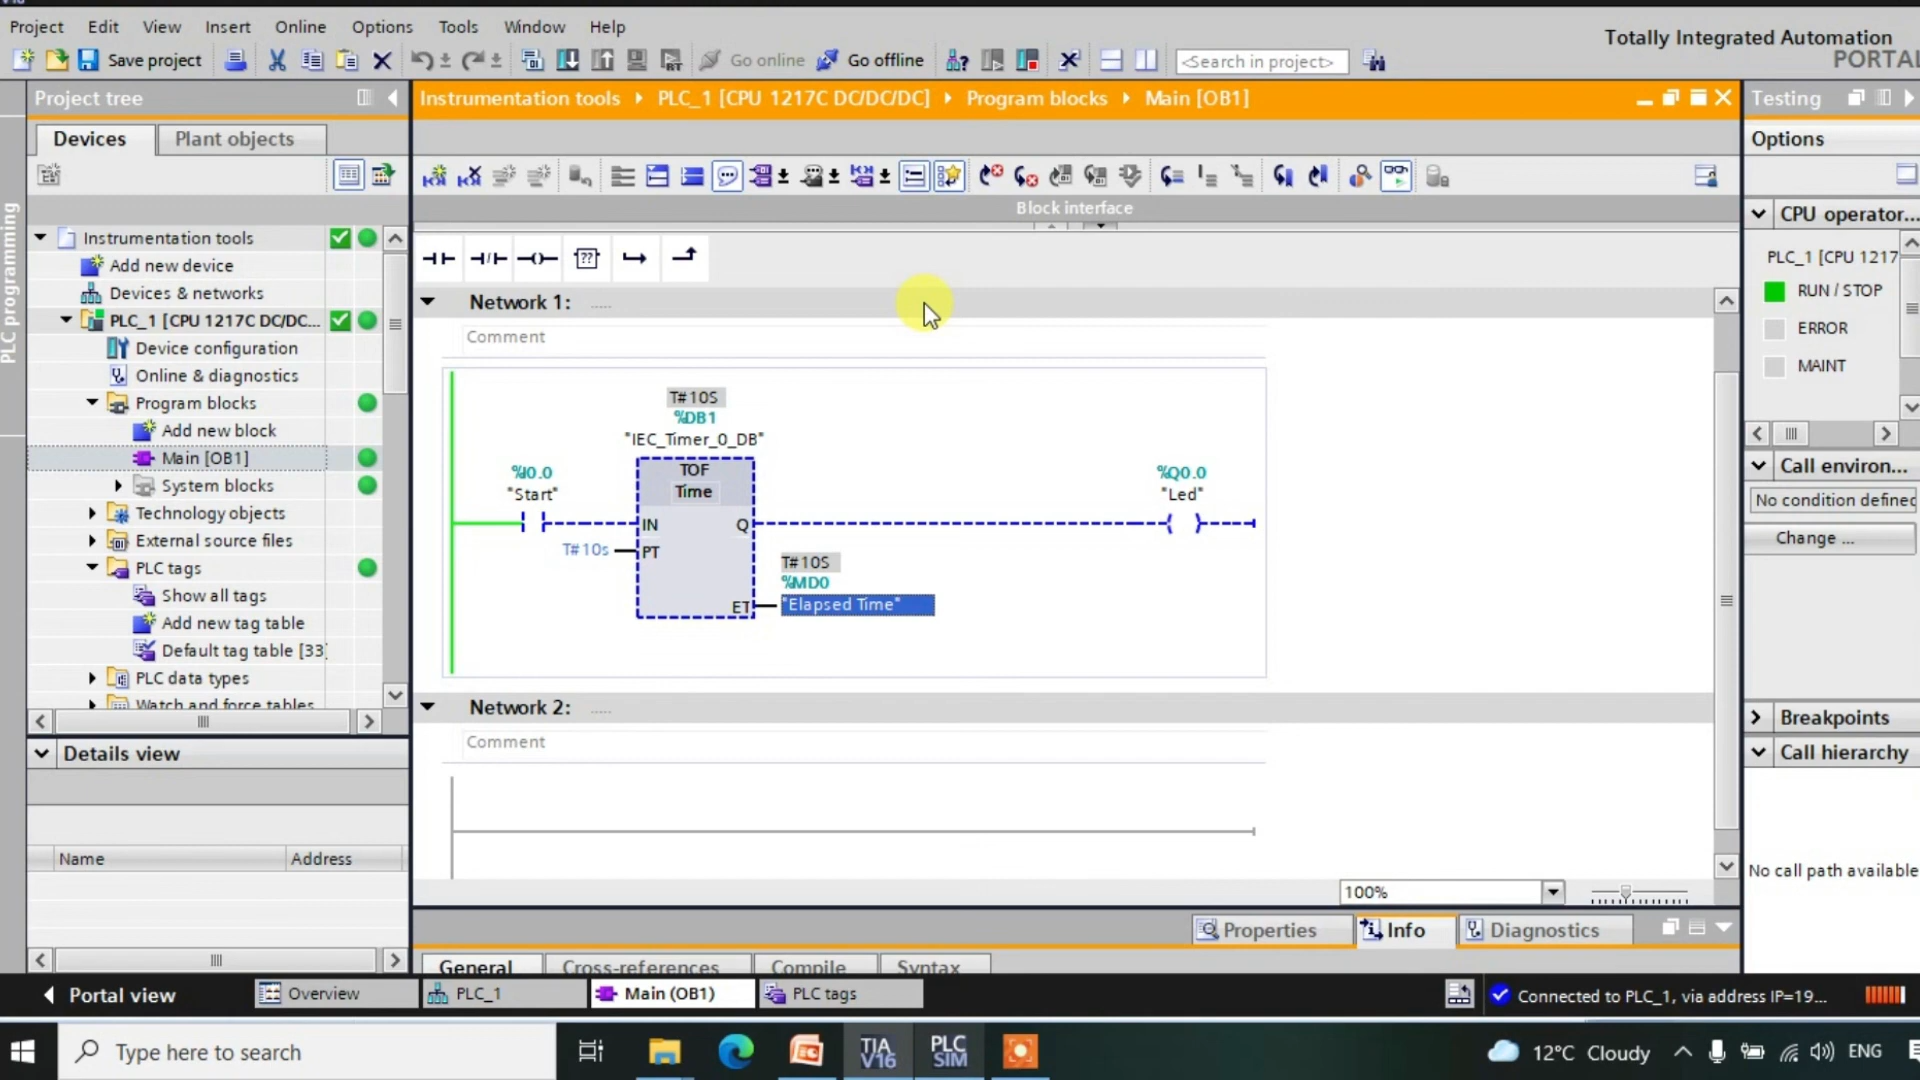 Project Edit View Insert Online Options Tools Window Help
Totally Integrated Automation
PORTAL
Save project
Go online
Go offline
<Search in project>
Project tree
Instrumentation tools
PLC_1 [CPU 1217C DC/DC/DC]
Program blocks
Main [OB1]
Testing
Devices
Plant objects
Options
PLC programming
Block interface
Instrumentation tools
Add new device
Devices & networks
PLC_1 [CPU 1217C DC/DC...
Device configuration
Online & diagnostics
Program blocks
Add new block
Main [OB1]
System blocks
Technology objects
External source files
PLC tags
Show all tags
Add new tag table
Default tag table [33]
PLC data types
Watch and force tables
Details view
Name Address
??
Network 1: .....
Comment
T#10S
%DB1
"IEC_Timer_0_DB"
TOF
Time
%I0.0
"Start"
IN
Q
T#10s
PT
ET
T#10S
%MD0
"Elapsed Time"
%Q0.0
"Led"
Network 2: .....
Comment
100%
CPU operator...
PLC_1 [CPU 1217
RUN / STOP
ERROR
MAINT
Call environ...
No condition defined
Change ...
Breakpoints
Call hierarchy
No call path available
Properties
Info
Diagnostics
General
Cross-references
Compile
Syntax
Portal view
Overview
PLC_1
Main (OB1)
PLC tags
Connected to PLC_1, via address IP=19...
Type here to search
TIA
V16
PLC
SIM
12°C Cloudy
ENG